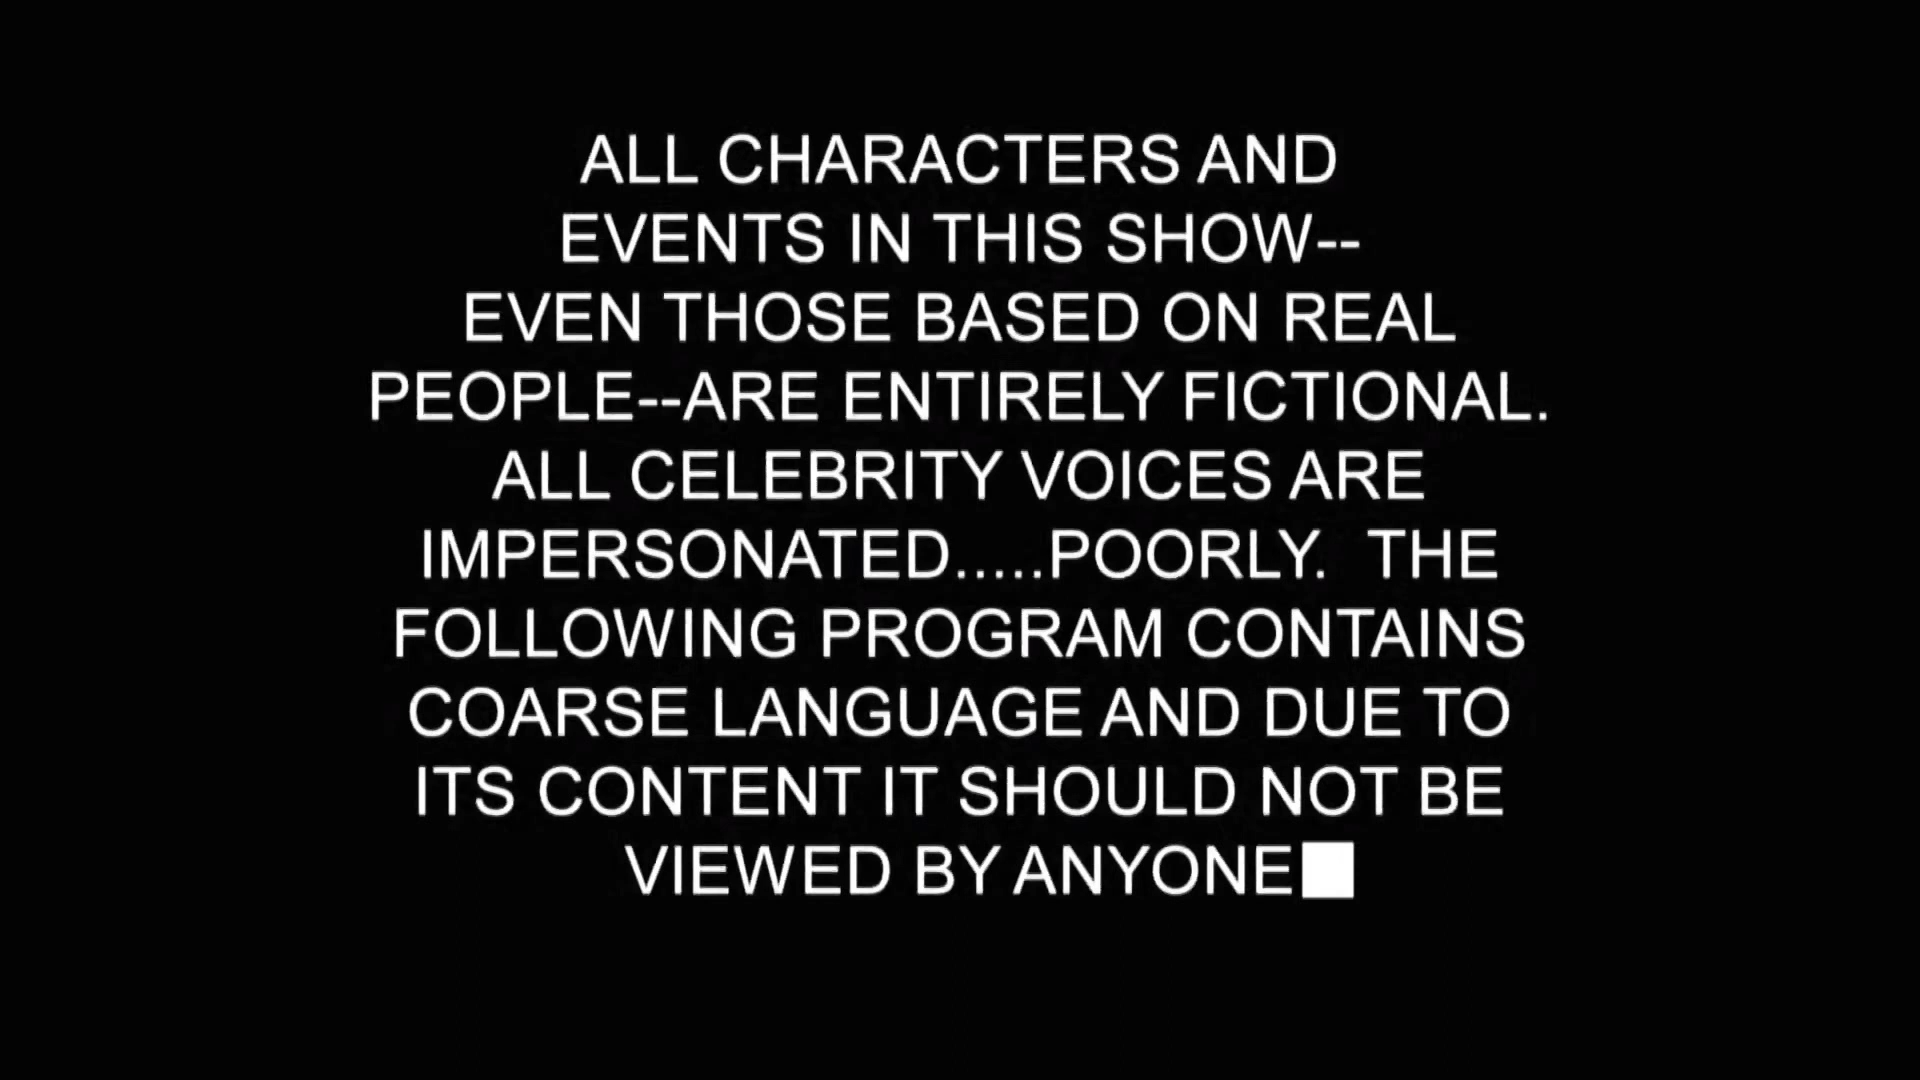 ALL CHARACTERS AND
EVENTS IN THIS SHOW--
EVEN THOSE BASED ON REAL
PEOPLE--ARE ENTIRELY FICTIONAL.
ALL CELEBRITY VOICES ARE
IMPERSONATED.....POORLY.  THE
FOLLOWING PROGRAM CONTAINS
COARSE LANGUAGE AND DUE TO
ITS CONTENT IT SHOULD NOT BE
VIEWED BY ANYONE